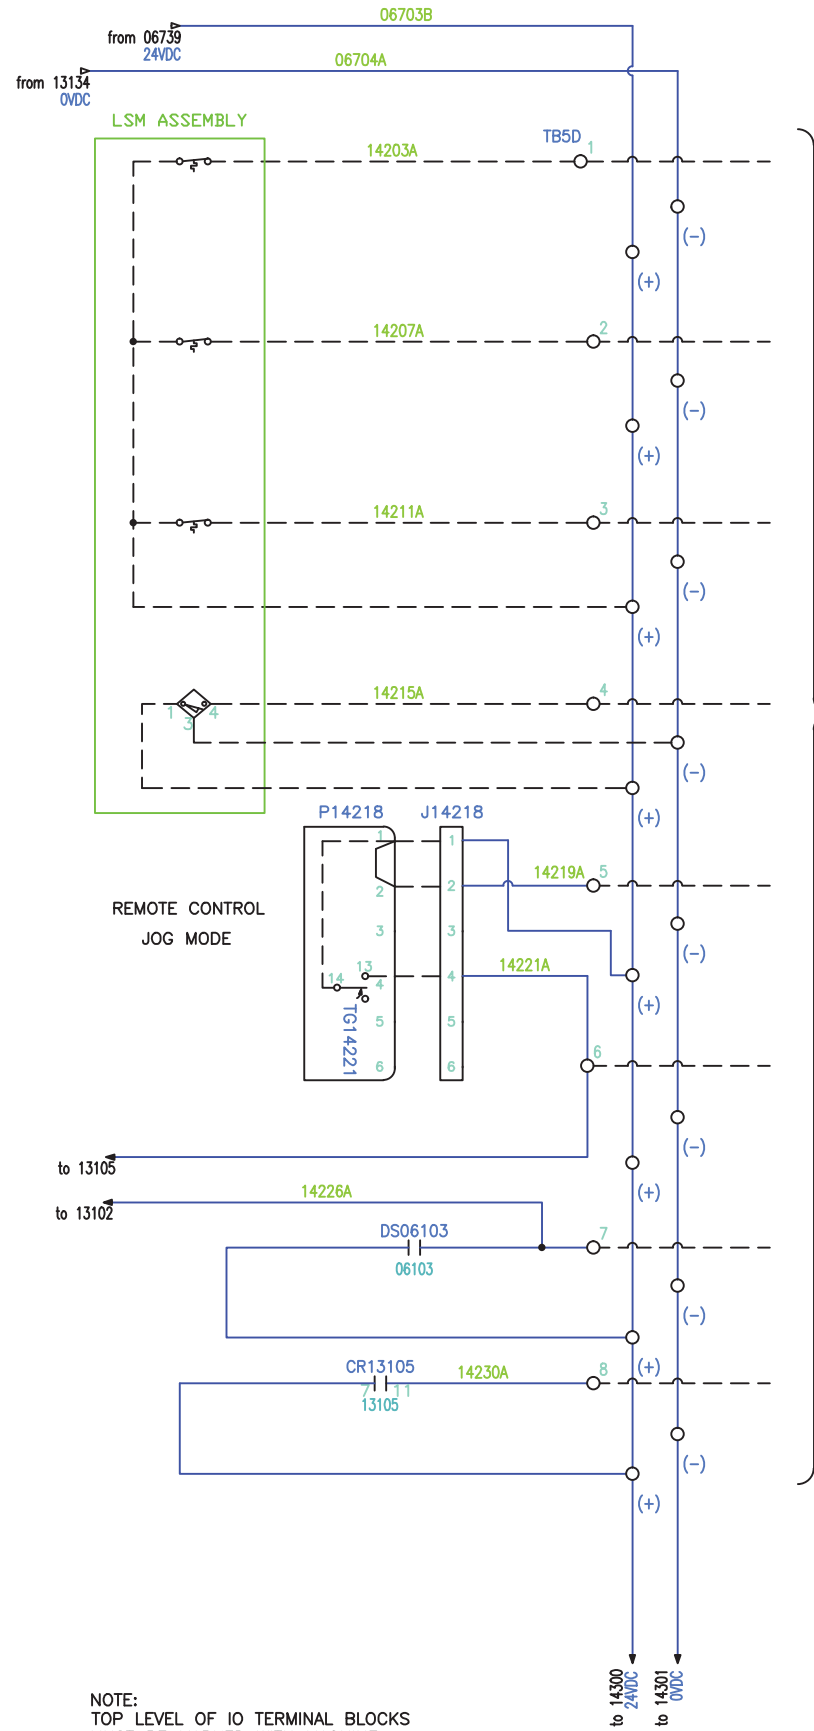 06703B
from 06739
24VDC
06704A
from 13134
0VDC
LSM ASSEMBLY
TB5D
14203A
1
(-)
(+)
14207A
2
(-)
(+)
14211A
3
(-)
(+)
14215A
4
1
3
4
(-)
(+)
P14218
J14218
1
1
14219A
5
2
2
REMOTE CONTROL
JOG MODE
3
3
(-)
13
14
4
4
14221A
(+)
TG14221
5
5
6
6
6
(-)
to 13105
(+)
14226A
to 13102
DS06103
7
06103
(-)
(+)
CR13105
14230A
8
7
11
13105
(-)
(+)
to 14300
24VDC
to 14301
0VDC
NOTE:
TOP LEVEL OF IO TERMINAL BLOCKS